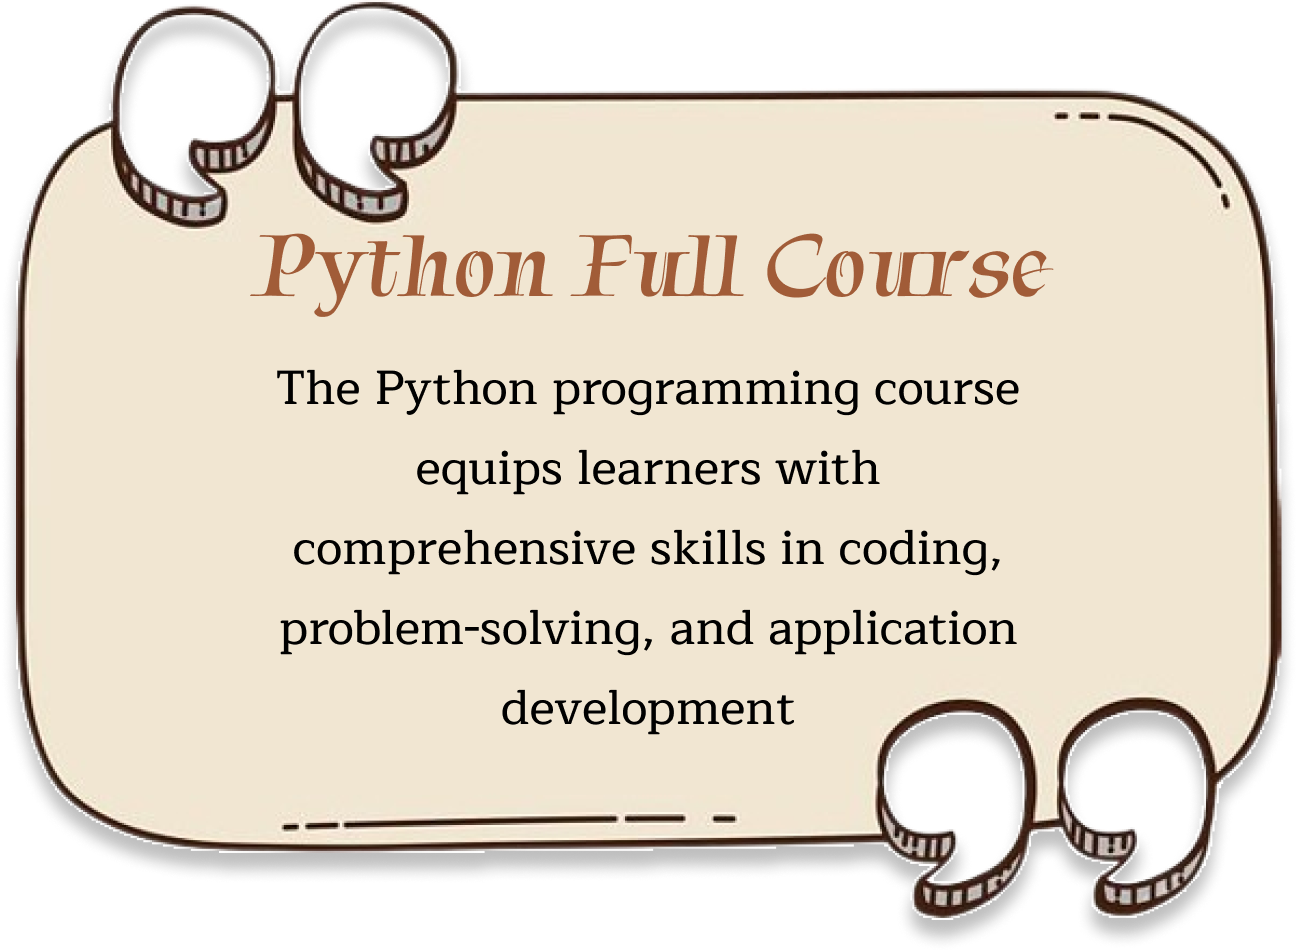 Python Full Course
The Python programming course
equips learners with
comprehensive skills in coding,
problem-solving, and application
development